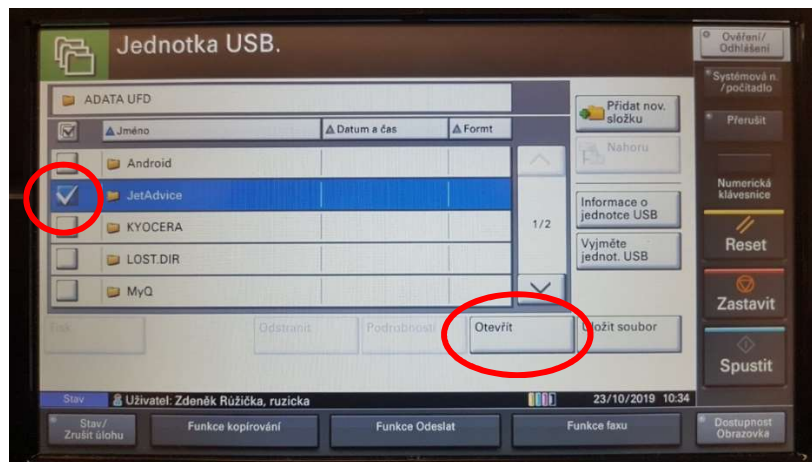 Jednotka USB.
Ověření/
Odhlášení
Systémová n.
/počítadlo
ADATA UFD
Přidat nov.
složku
Přerušit
Jméno
Datum a čas
Formt
Nahoru
Android
JetAdvice
Numerická
klávesnice
Informace o
jednotce USB
KYOCERA
1/2
Vyjměte
jednot. USB
Reset
LOST.DIR
MyQ
Zastavit
Tisk
Odstranit
Podrobnosti
Otevřít
Uložit soubor
Spustit
Stav
Uživatel: Zdeněk Růžička, ruzicka
23/10/2019 10:34
Stav/
Zrušit úlohu
Funkce kopírování
Funkce Odeslat
Funkce faxu
Dostupnost
Obrazovka